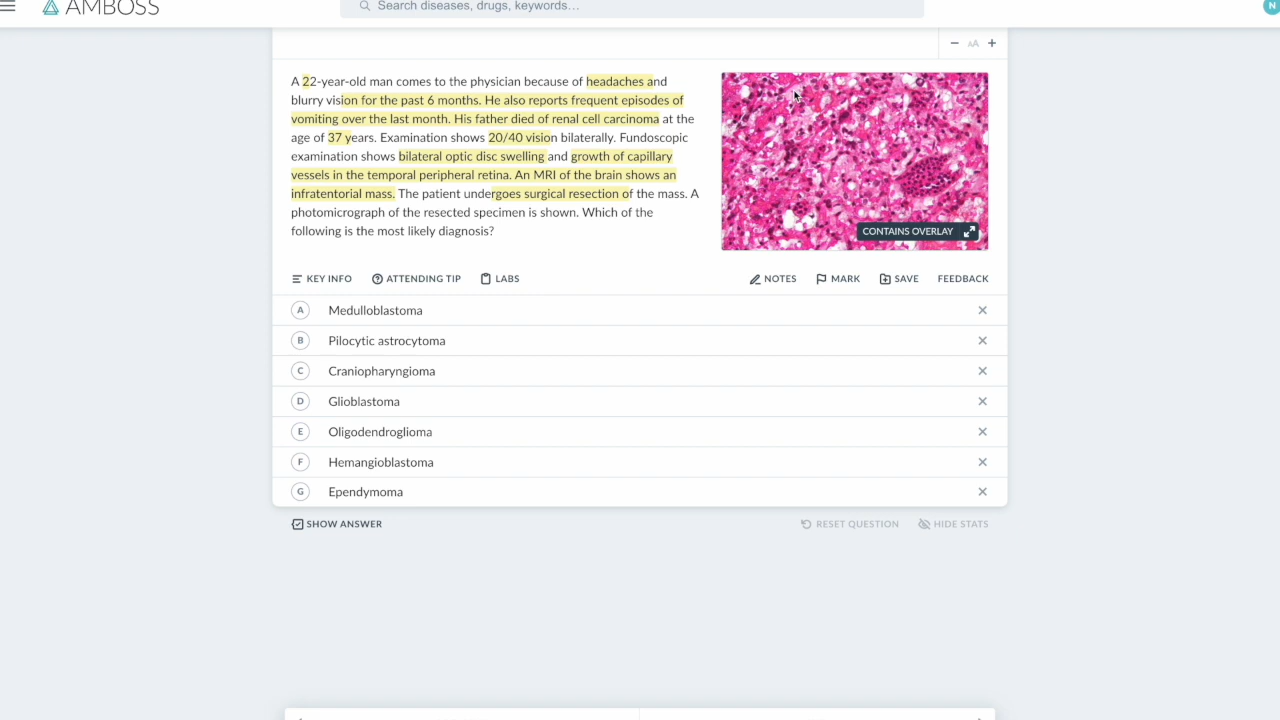 AMBOSS
Search diseases, drugs, keywords…
N
− AA +
A 22-year-old man comes to the physician because of headaches and
blurry vision for the past 6 months. He also reports frequent episodes of
vomiting over the last month. His father died of renal cell carcinoma at the
age of 37 years. Examination shows 20/40 vision bilaterally. Fundoscopic
examination shows bilateral optic disc swelling and growth of capillary
vessels in the temporal peripheral retina. An MRI of the brain shows an
infratentorial mass. The patient undergoes surgical resection of the mass. A
photomicrograph of the resected specimen is shown. Which of the
following is the most likely diagnosis?
CONTAINS OVERLAY
KEY INFO ATTENDING TIP LABS NOTES MARK SAVE FEEDBACK
A Medulloblastoma
B Pilocytic astrocytoma
C Craniopharyngioma
D Glioblastoma
E Oligodendroglioma
F Hemangioblastoma
G Ependymoma
SHOW ANSWER RESET QUESTION HIDE STATS